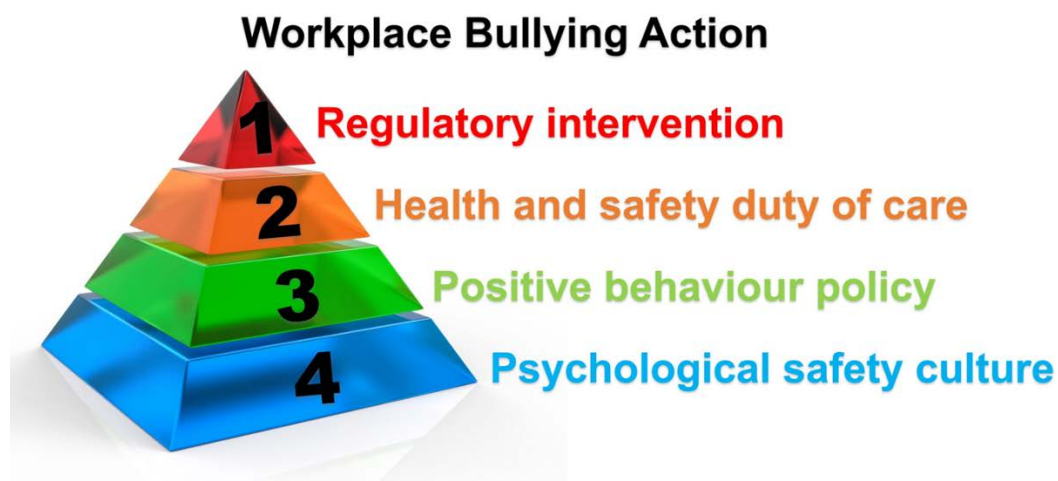 Workplace Bullying Action
1 Regulatory intervention
2 Health and safety duty of care
3 Positive behaviour policy
4 Psychological safety culture